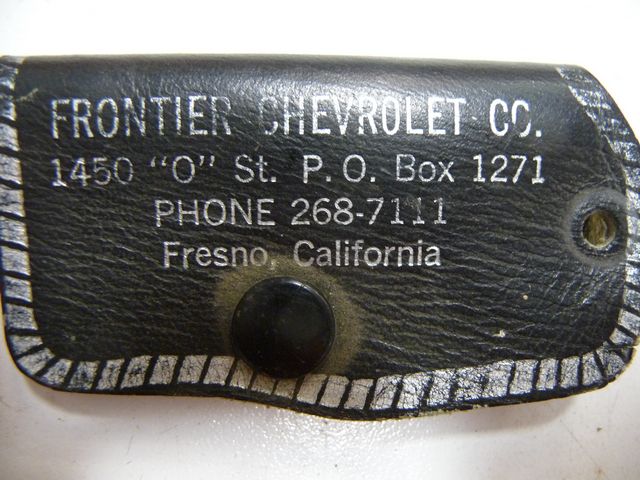 FRONTIER CHEVROLET CO.
1450 "O" St. P. O. Box 1271
PHONE 268-7111
Fresno, California